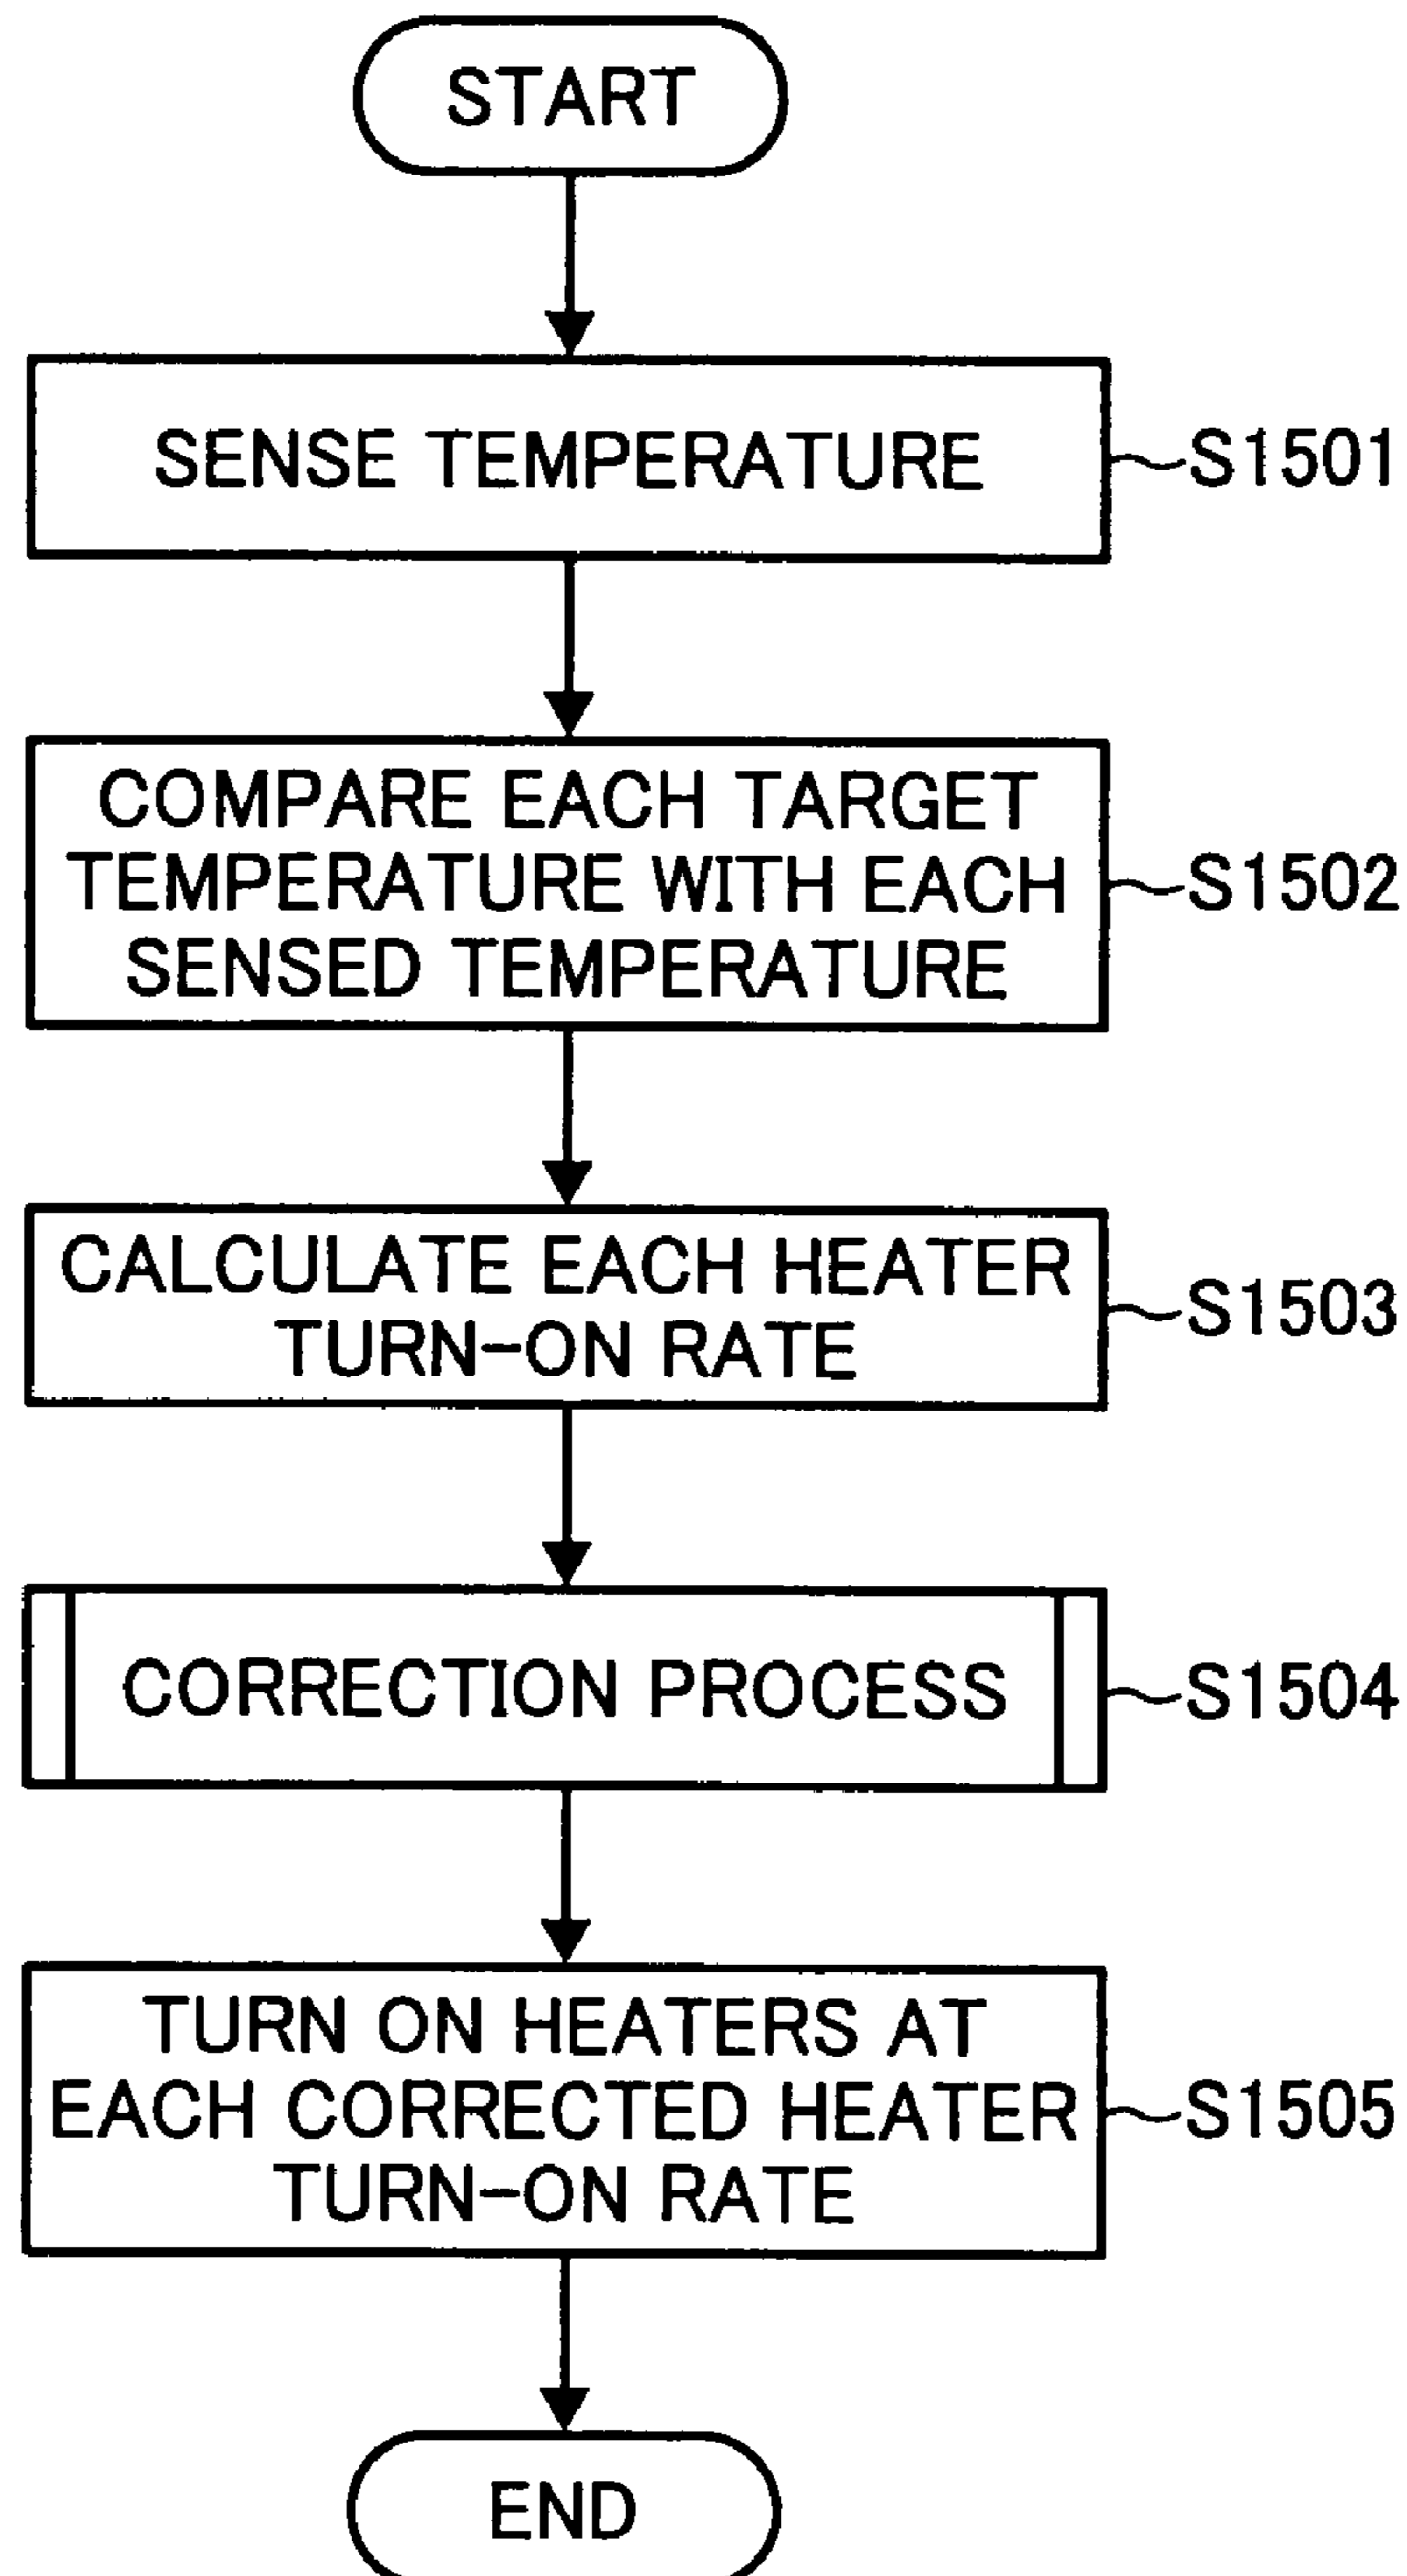 START
SENSE TEMPERATURE
S1501
COMPARE EACH TARGET
TEMPERATURE WITH EACH
SENSED TEMPERATURE
S1502
CALCULATE EACH HEATER
TURN-ON RATE
S1503
CORRECTION PROCESS
S1504
TURN ON HEATERS AT
EACH CORRECTED HEATER
TURN-ON RATE
S1505
END